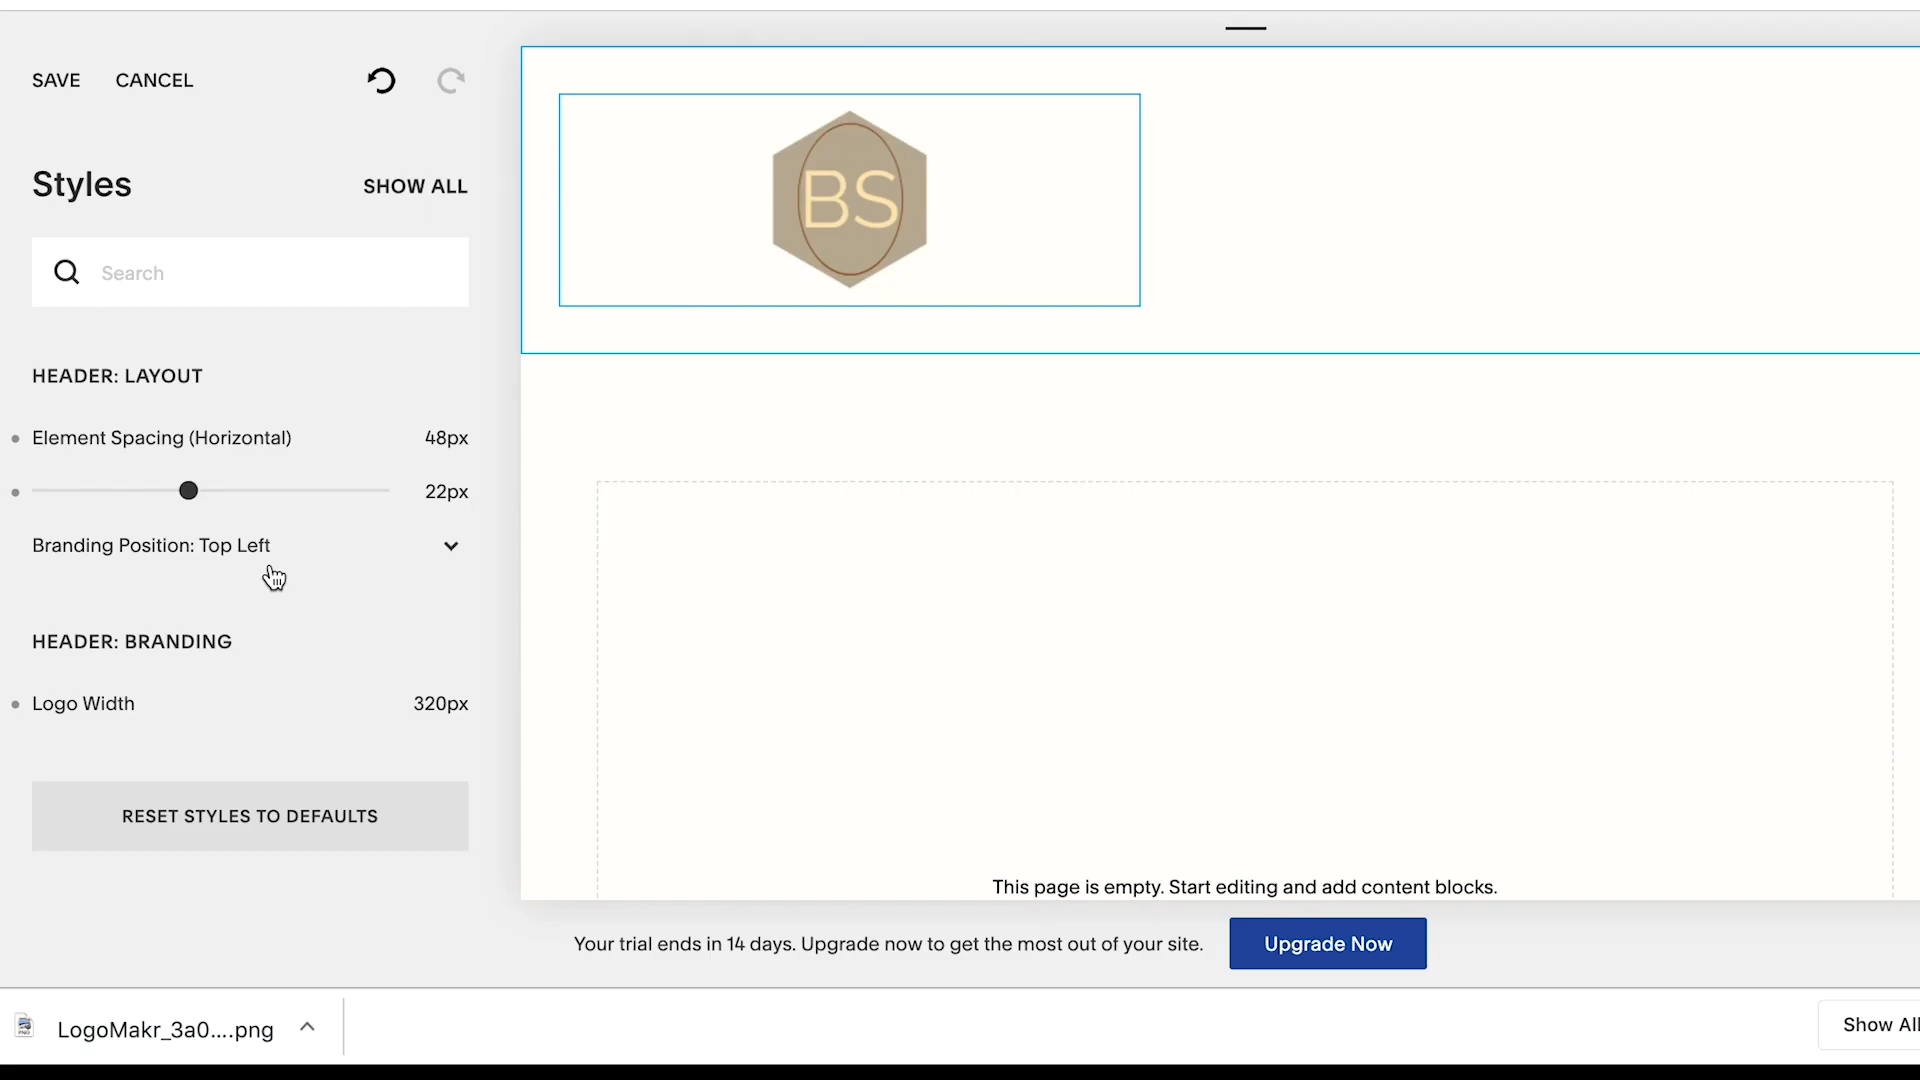 SAVE CANCEL
Styles SHOW ALL
Search
HEADER: LAYOUT
Element Spacing (Horizontal) 48px
22px
Branding Position: Top Left
HEADER: BRANDING
Logo Width 320px
RESET STYLES TO DEFAULTS
BS
This page is empty. Start editing and add content blocks.
Your trial ends in 14 days. Upgrade now to get the most out of your site. Upgrade Now
LogoMakr_3a0....png
Show All